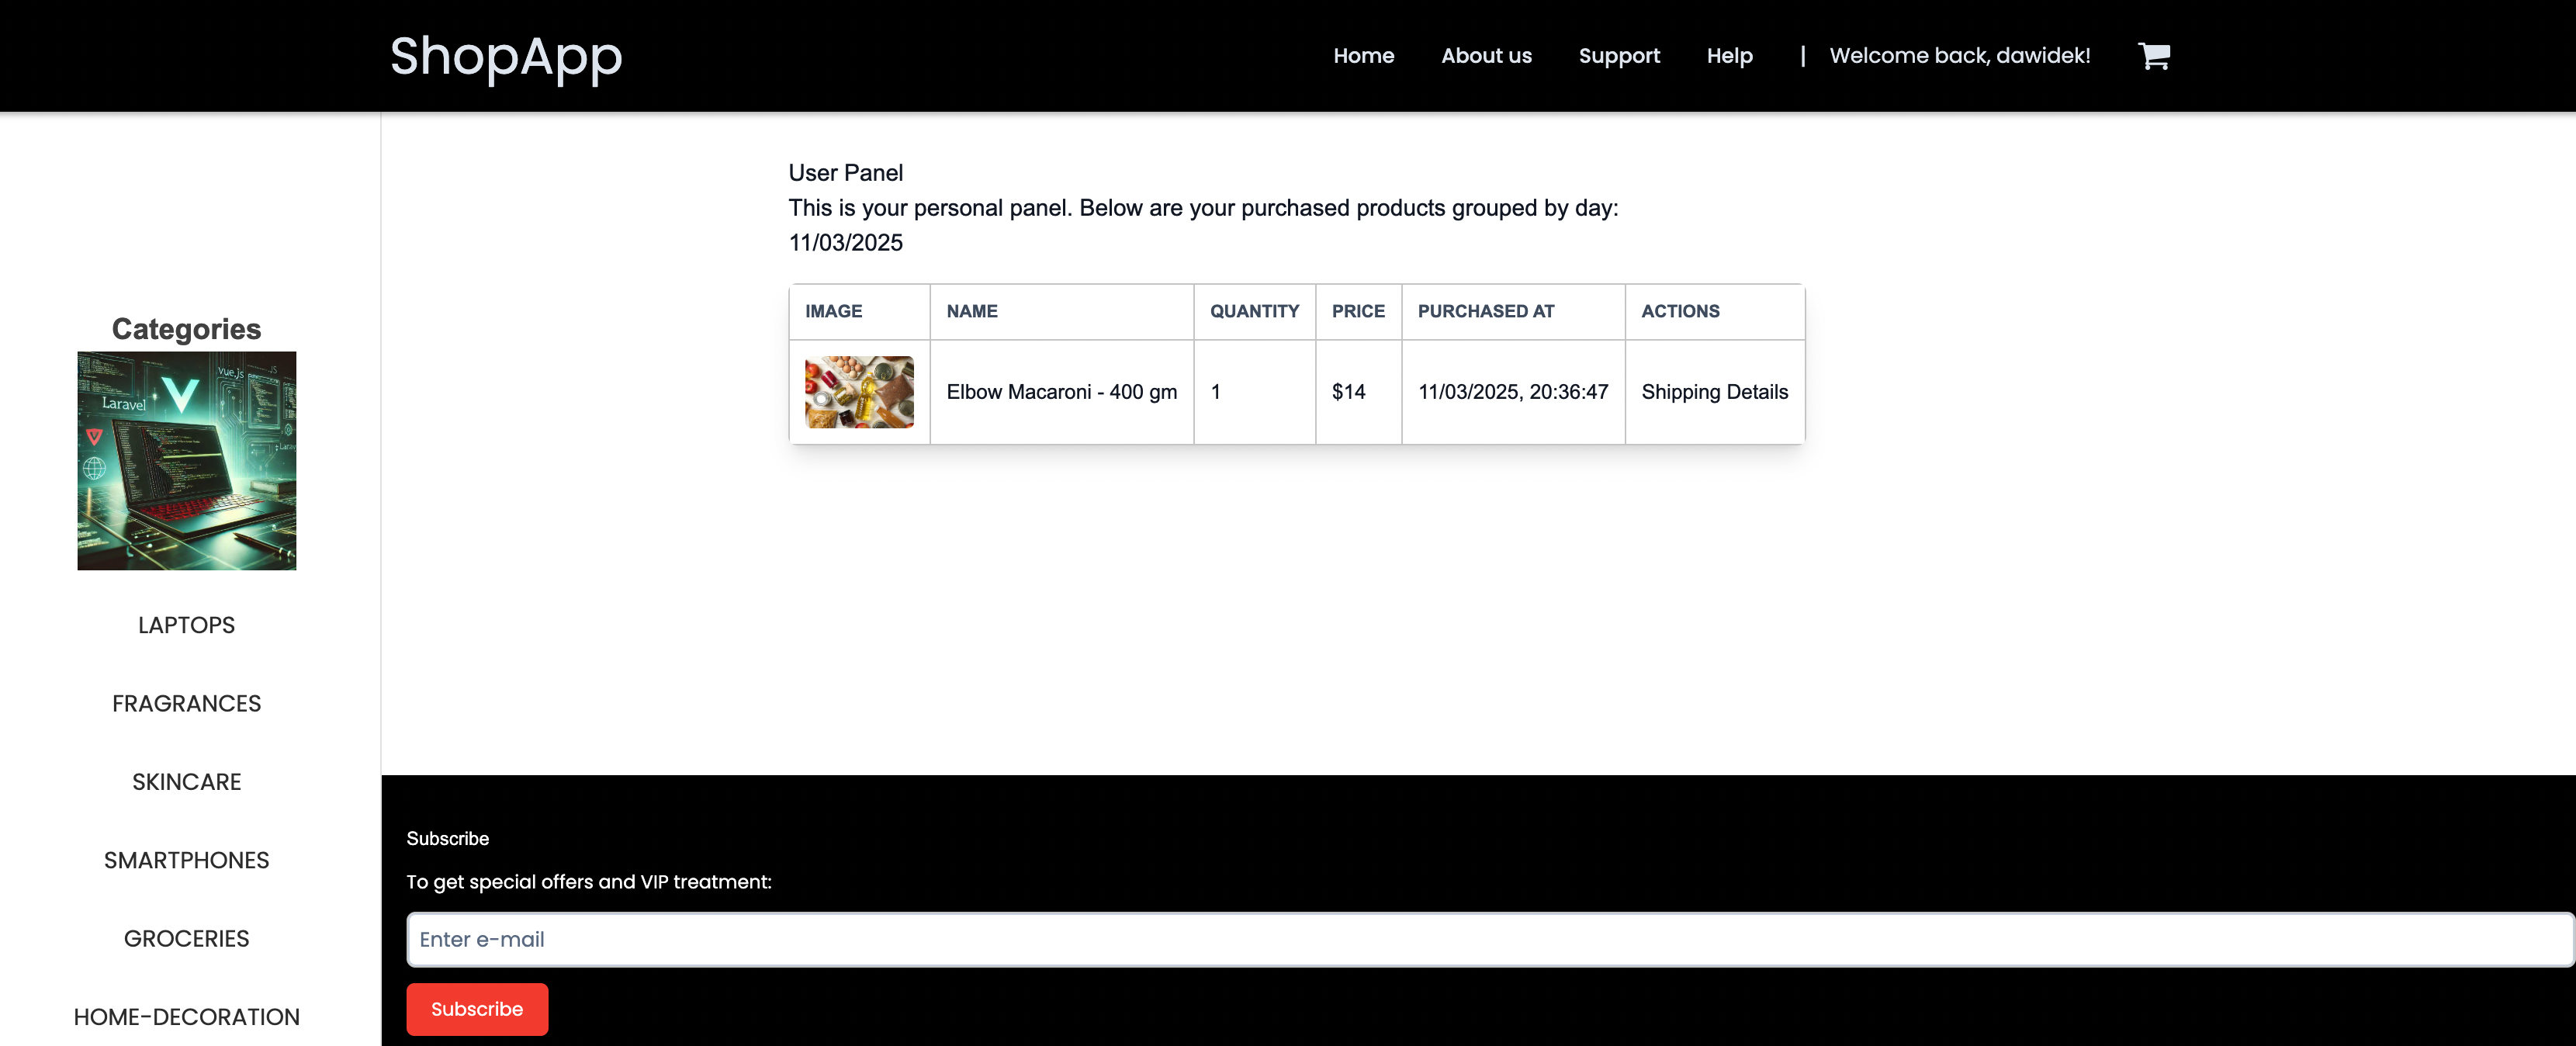 ShopApp
Home About us Support Help | Welcome back, dawidek!
Categories
Vue.js
JS
Laravel
LAPTOPS
FRAGRANCES
SKINCARE
SMARTPHONES
GROCERIES
HOME-DECORATION
User Panel
This is your personal panel. Below are your purchased products grouped by day:
11/03/2025
IMAGE NAME QUANTITY PRICE PURCHASED AT ACTIONS
Elbow Macaroni - 400 gm 1 $14 11/03/2025, 20:36:47 Shipping Details
Subscribe
To get special offers and VIP treatment:
Enter e-mail
Subscribe